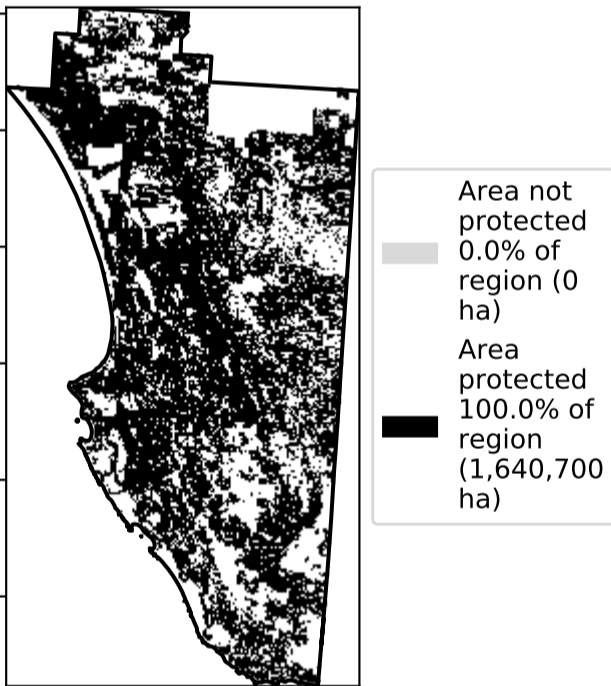 Area not
protected
0.0% of
region (0
ha)
Area
protected
100.0% of
region
(1,640,700
ha)